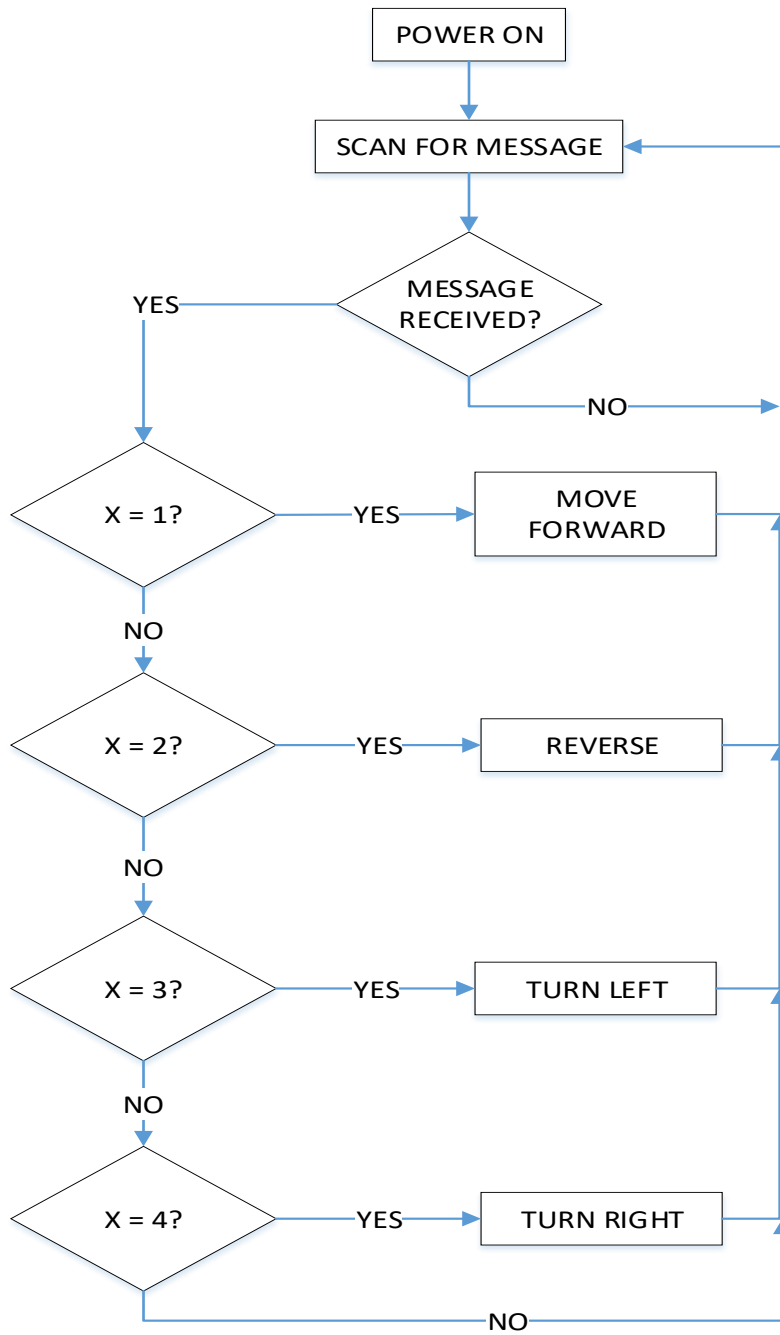 POWER ON
SCAN FOR MESSAGE
MESSAGE
RECEIVED?
YES
NO
X = 1?
YES
MOVE
FORWARD
NO
X = 2?
YES
REVERSE
NO
X = 3?
YES
TURN LEFT
NO
X = 4?
YES
TURN RIGHT
NO